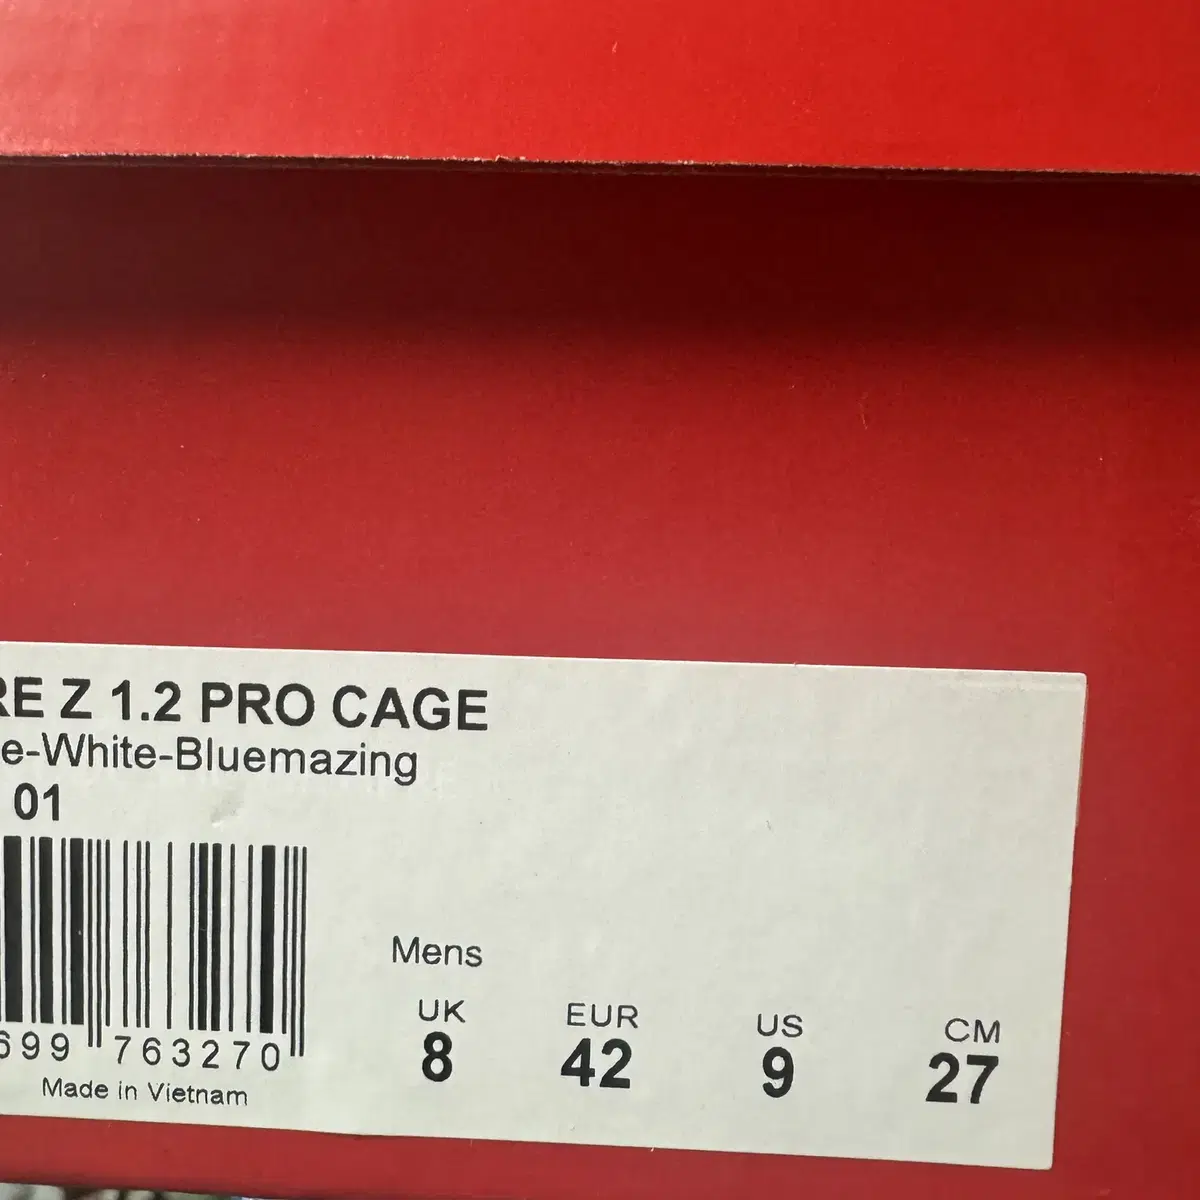 RE Z 1.2 PRO CAGE
e-White-Bluemazing
01
699 763270
Made in Vietnam
Mens
UK EUR US CM
8 42 9 27